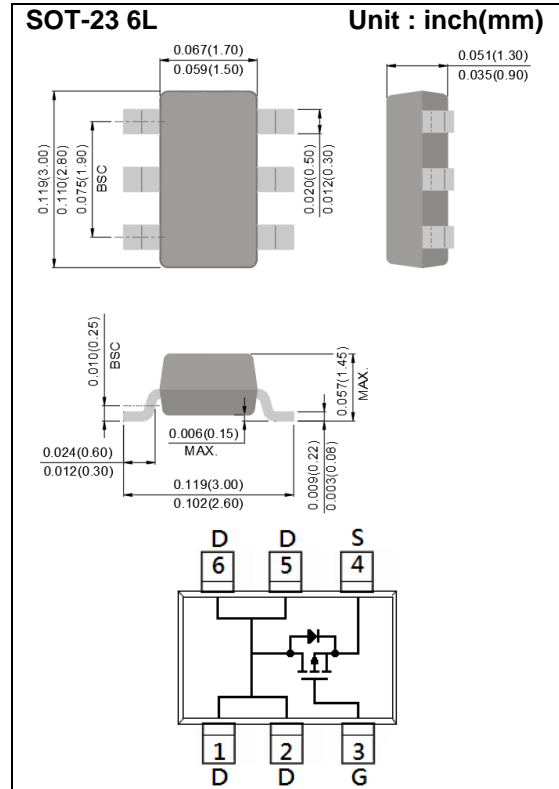 SOT-23 6L Unit : inch(mm)
0.067(1.70)
0.059(1.50)
0.051(1.30)
0.035(0.90)
0.119(3.00)
0.110(2.80)
0.075(1.90)
BSC
0.020(0.50)
0.012(0.30)
0.010(0.25)
BSC
0.057(1.45)
MAX.
0.006(0.15)
MAX.
0.024(0.60)
0.012(0.30)
0.009(0.22)
0.003(0.08)
0.119(3.00)
0.102(2.60)
D D S
6 5 4
1 2 3
D D G